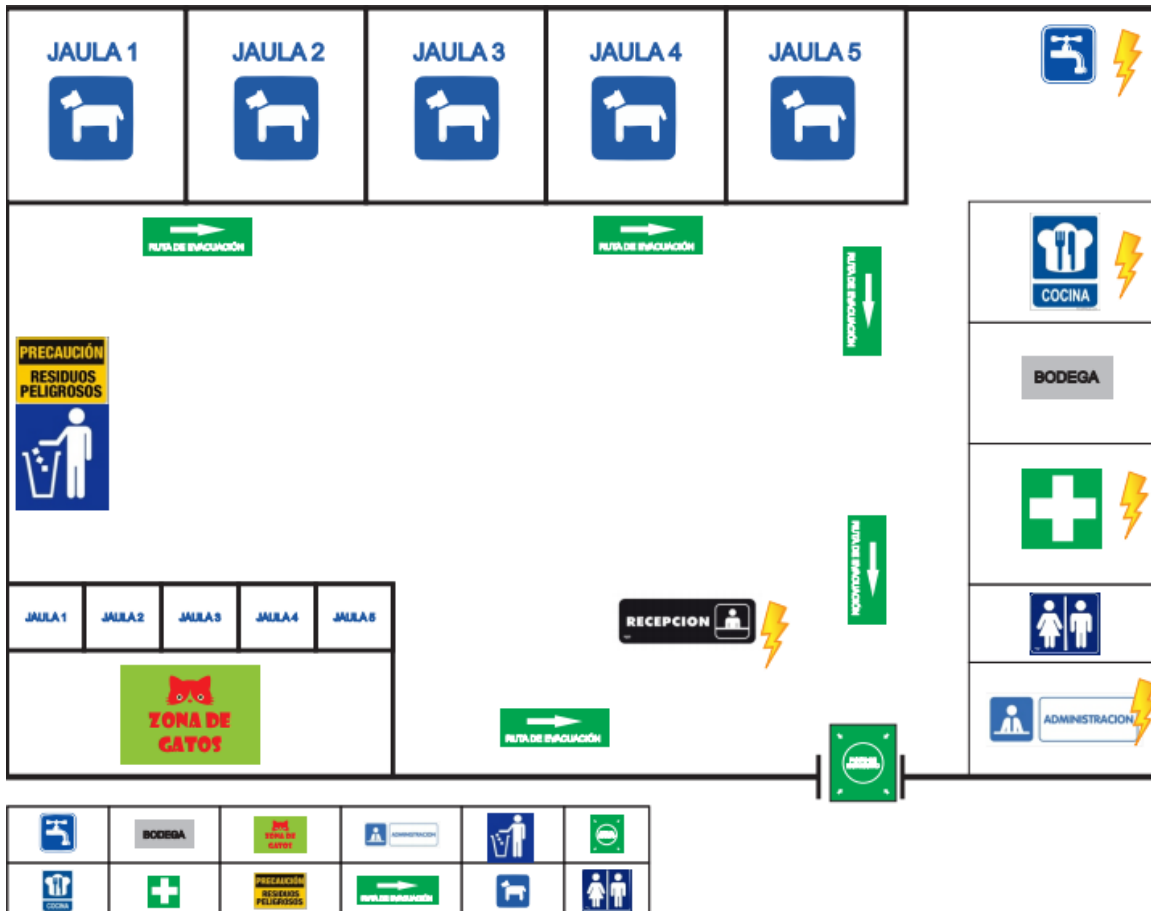 JAULA 1
JAULA 2
JAULA 3
JAULA 4
JAULA 5
RUTA DE EVACUACIÓN
RUTA DE EVACUACIÓN
RUTA DE EVACUACIÓN
COCINA
PRECAUCIÓN
RESIDUOS
PELIGROSOS
BODEGA
RUTA DE EVACUACIÓN
JAULA 1
JAULA 2
JAULA 3
JAULA 4
JAULA 5
RECEPCION
ZONA DE
GATOS
RUTA DE EVACUACIÓN
ADMINISTRACION
BODEGA
ZONA DE
GATOS
ADMINISTRACION
COCINA
PRECAUCIÓN
RESIDUOS
PELIGROSOS
RUTA DE EVACUACIÓN